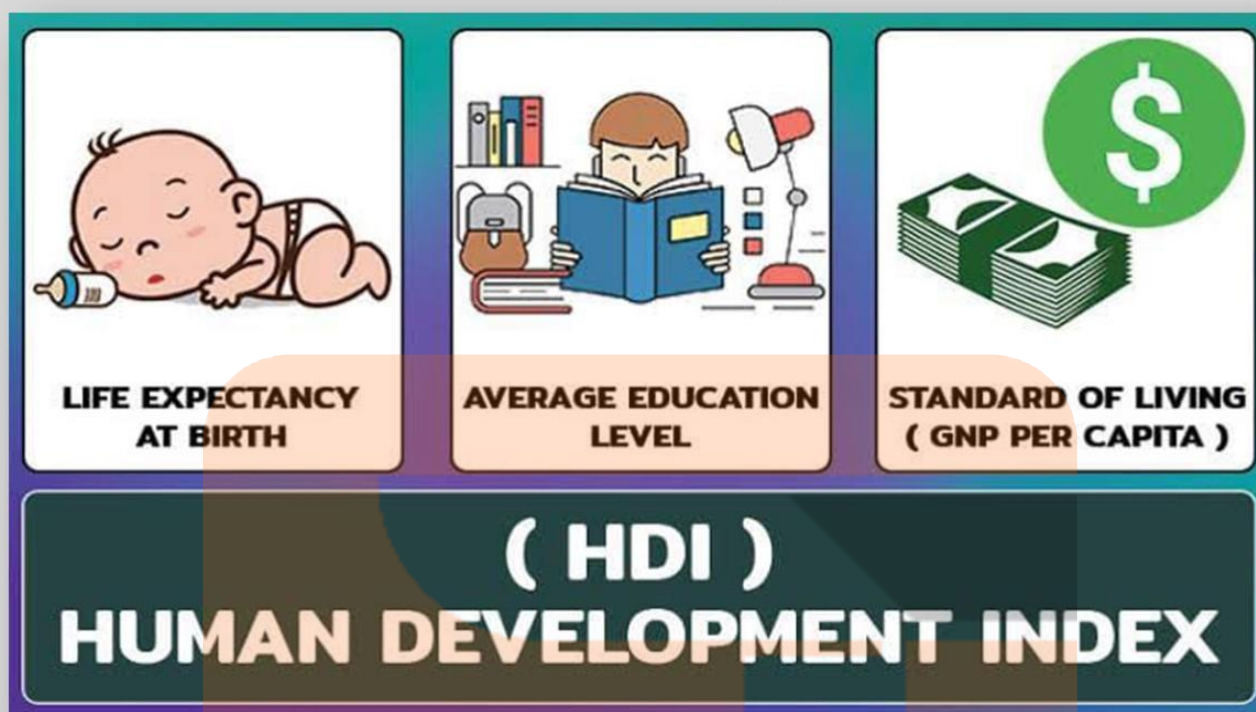 LIFE EXPECTANCY
AT BIRTH
AVERAGE EDUCATION
LEVEL
STANDARD OF LIVING
( GNP PER CAPITA )
$
( HDI )
HUMAN DEVELOPMENT INDEX